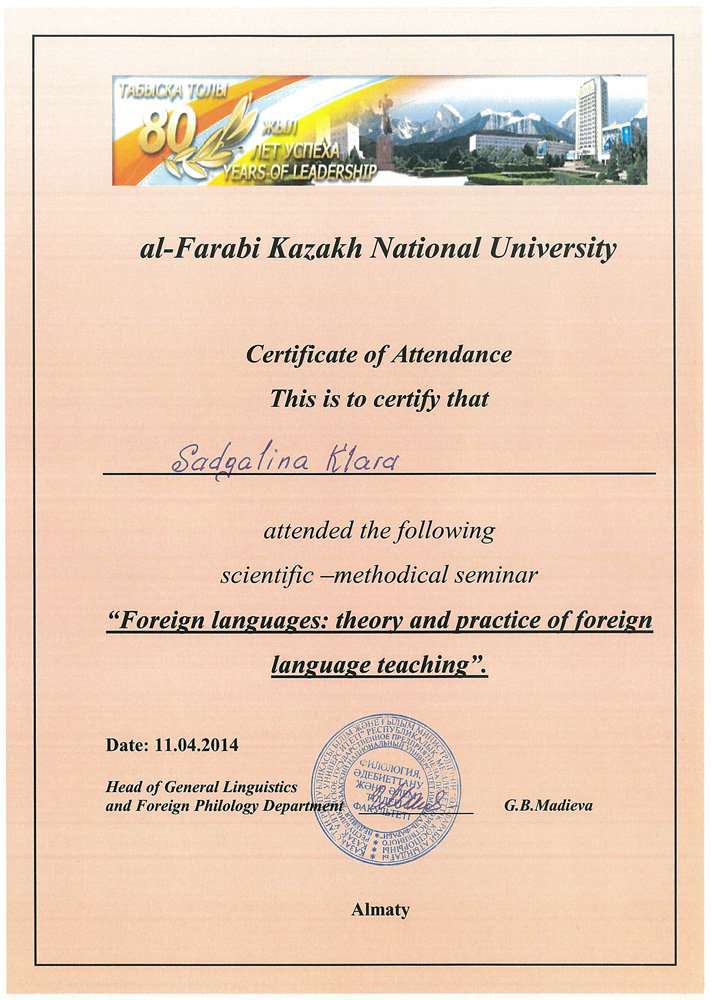 ТАБЫСҚА ТОЛЫ
80 ЖЫЛ
ЛЕТ УСПЕХА
YEARS-OF LEADERSHIP
al-Farabi Kazakh National University
Certificate of Attendance
This is to certify that
Sadgalina Klara
attended the following
scientific –methodical seminar
“Foreign languages: theory and practice of foreign
language teaching”.
Date: 11.04.2014
ФИЛОЛОГИЯ,
ӘДЕБИЕТТАНУ
ЖӘНЕ ӘЛЕМ
ФАКУЛЬТЕТІ
Head of General Linguistics
and Foreign Philology Department
G.B.Madieva
Almaty